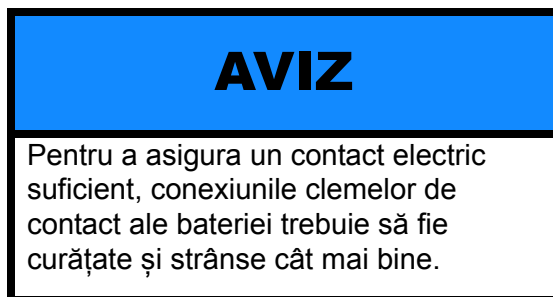 AVIZ
Pentru a asigura un contact electric
suficient, conexiunile clemelor de
contact ale bateriei trebuie să fie
curățate și strânse cât mai bine.